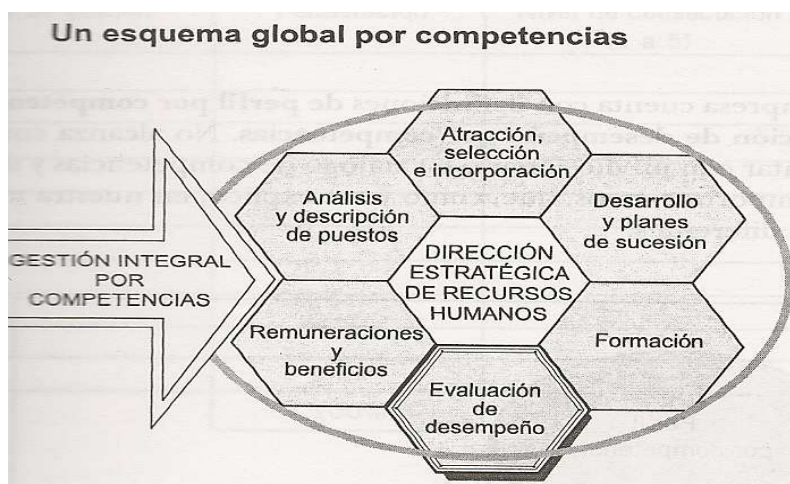 Un esquema global por competencias
Atracción,
selección
e incorporación
Análisis
y descripción
de puestos
Desarrollo
y planes
de sucesión
DIRECCIÓN
ESTRATÉGICA
DE RECURSOS
HUMANOS
GESTIÓN INTEGRAL
POR
COMPETENCIAS
Remuneraciones
y
beneficios
Formación
Evaluación
de
desempeño